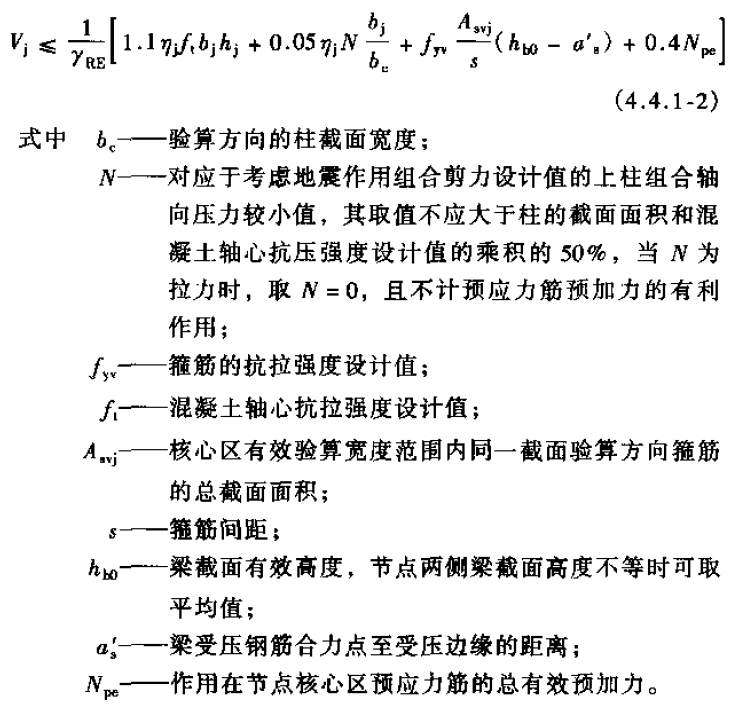 V_j ≤ \frac{1}{γ_{RE}}[1.1η_j f_t b_j h_j + 0.05η_j N \frac{b_j}{b_c} + f_{yv} \frac{A_{svj}}{s}(h_{b0} − a'_s) + 0.4N_{pe}]
(4.4.1-2)
式中 b_c——验算方向的柱截面宽度；
N——对应于考虑地震作用组合剪力设计值的上柱组合轴
向压力较小值，其取值不应大于柱的截面面积和混
凝土轴心抗压强度设计值的乘积的 50%，当 N 为
拉力时，取 N = 0，且不计预应力筋预加力的有利
作用；
f_{yv}——箍筋的抗拉强度设计值；
f_t——混凝土轴心抗拉强度设计值；
A_{svj}——核心区有效验算宽度范围内同一截面验算方向箍筋
的总截面面积；
s——箍筋间距；
h_{b0}——梁截面有效高度，节点两侧梁截面高度不等时可取
平均值；
a'_s——梁受压钢筋合力点至受压边缘的距离；
N_{pe}——作用在节点核心区预应力筋的总有效预加力。